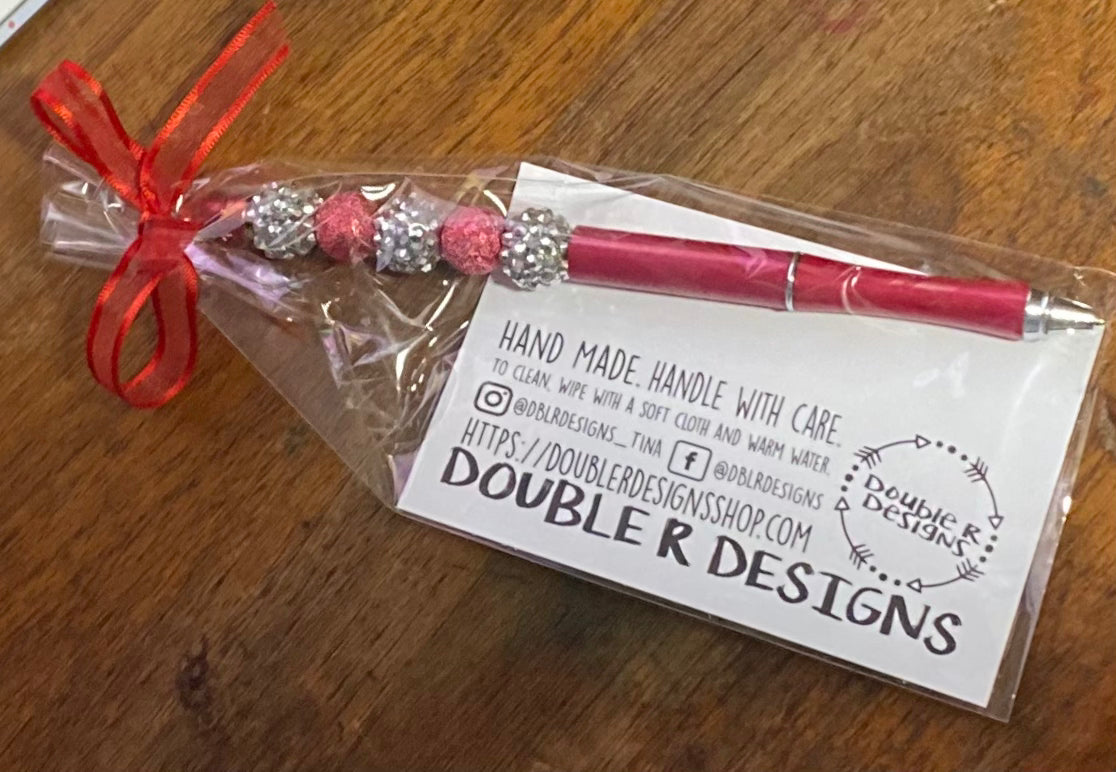 HAND MADE. HANDLE WITH CARE.
TO CLEAN, WIPE WITH A SOFT CLOTH AND WARM WATER.
@DBLRDESIGNS_TINA @DBLRDESIGNS
HTTPS://DOUBLERDESIGNSSHOP.COM
DOUBLE R DESIGNS
Double R
Designs